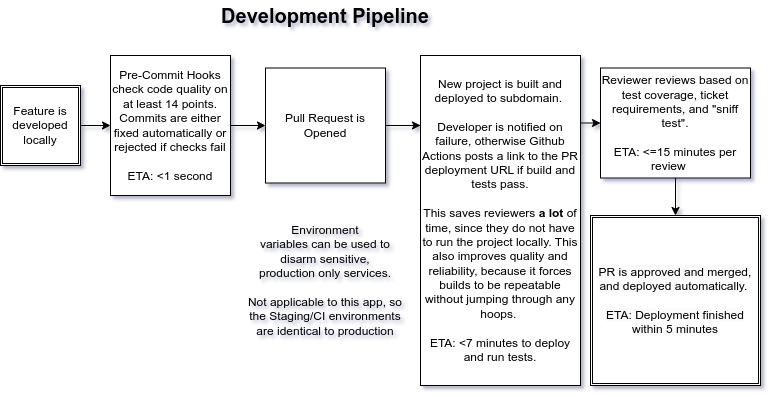 Development Pipeline
Feature is
developed
locally
Pre-Commit Hooks
check code quality on
at least 14 points.
Commits are either
fixed automatically or
rejected if checks fail
ETA: <1 second
Pull Request is
Opened
Environment
variables can be used to
disarm sensitive,
production only services.
Not applicable to this app, so
the Staging/CI environments
are identical to production
New project is built and
deployed to subdomain.
Developer is notified on
failure, otherwise Github
Actions posts a link to the PR
deployment URL if build and
tests pass.
This saves reviewers a lot of
time, since they do not have
to run the project locally. This
also improves quality and
reliability, because it forces
builds to be repeatable
without jumping through any
hoops.
ETA: <7 minutes to deploy
and run tests.
Reviewer reviews based on
test coverage, ticket
requirements, and "sniff
test".
ETA: <=15 minutes per
review
PR is approved and merged,
and deployed automatically.
ETA: Deployment finished
within 5 minutes